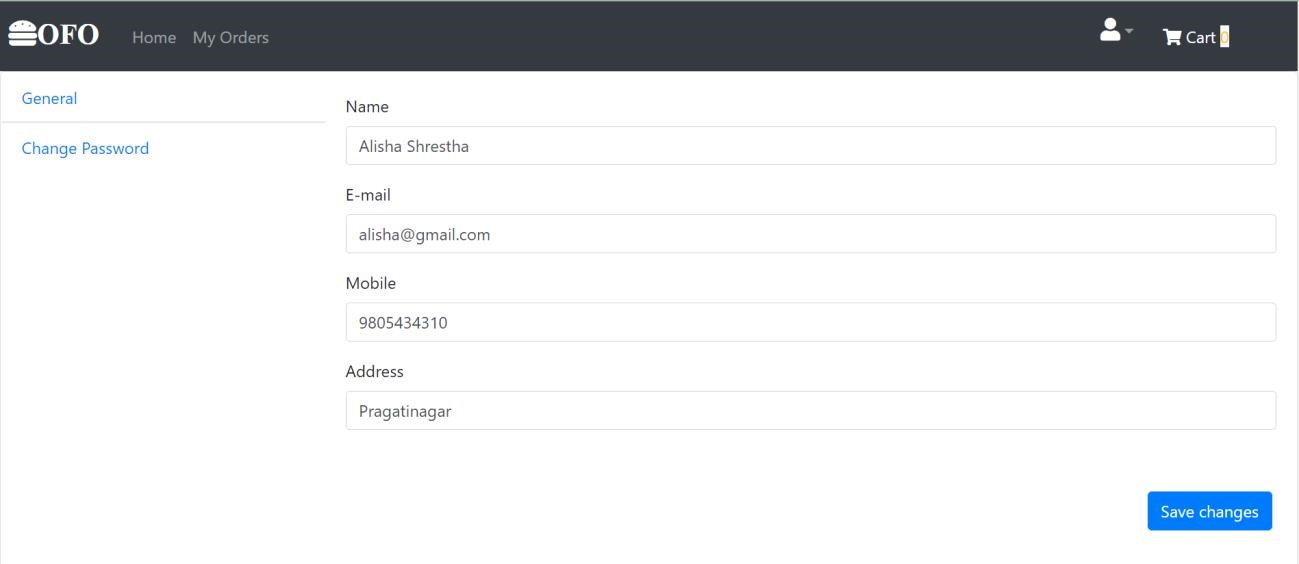 OFO Home My Orders Cart 0
General
Change Password
Name
Alisha Shrestha
E-mail
alisha@gmail.com
Mobile
9805434310
Address
Pragatinagar
Save changes